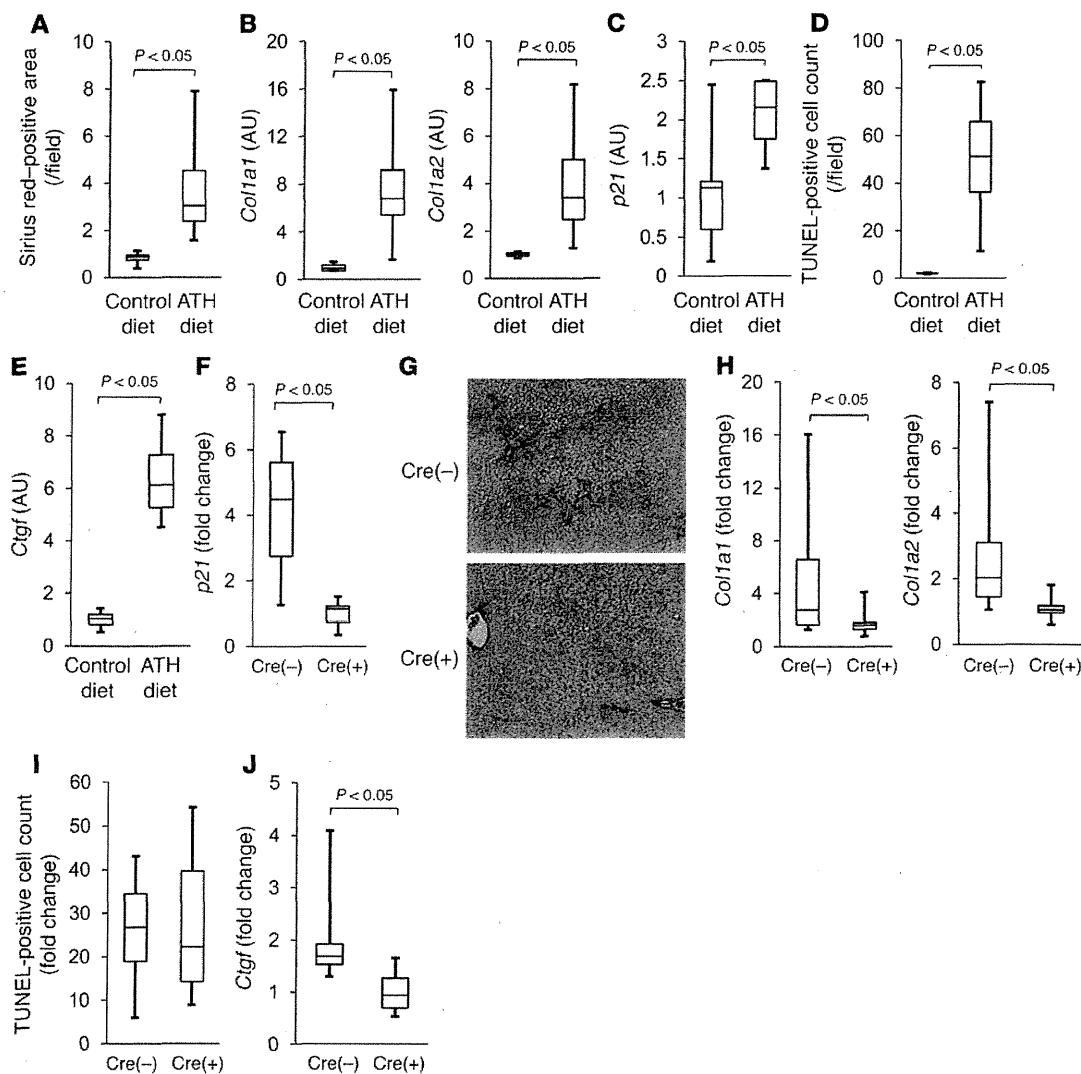 A
Sirius red–positive area
(/field)
10
8
6
4
2
0
P < 0.05
Control ATH
diet diet
B
Col1a1 (AU)
20
16
12
8
4
0
P < 0.05
Control ATH
diet diet
Col1a2 (AU)
10
8
6
4
2
0
P < 0.05
Control ATH
diet diet
C
p21 (AU)
3
2.5
2
1.5
1
0.5
0
P < 0.05
Control ATH
diet diet
D
TUNEL-positive cell count
(/field)
100
80
60
40
20
0
P < 0.05
Control ATH
diet diet
E
Ctgf (AU)
10
8
6
4
2
0
P < 0.05
Control ATH
diet diet
F
p21 (fold change)
8
6
4
2
0
P < 0.05
Cre(–) Cre(+)
G
Cre(–)
Cre(+)
H
Col1a1 (fold change)
20
16
12
8
4
0
P < 0.05
Cre(–) Cre(+)
Col1a2 (fold change)
8
6
4
2
0
P < 0.05
Cre(–) Cre(+)
I
TUNEL-positive cell count
(fold change)
60
50
40
30
20
10
0
Cre(–) Cre(+)
J
Ctgf (fold change)
5
4
3
2
1
0
P < 0.05
Cre(–) Cre(+)